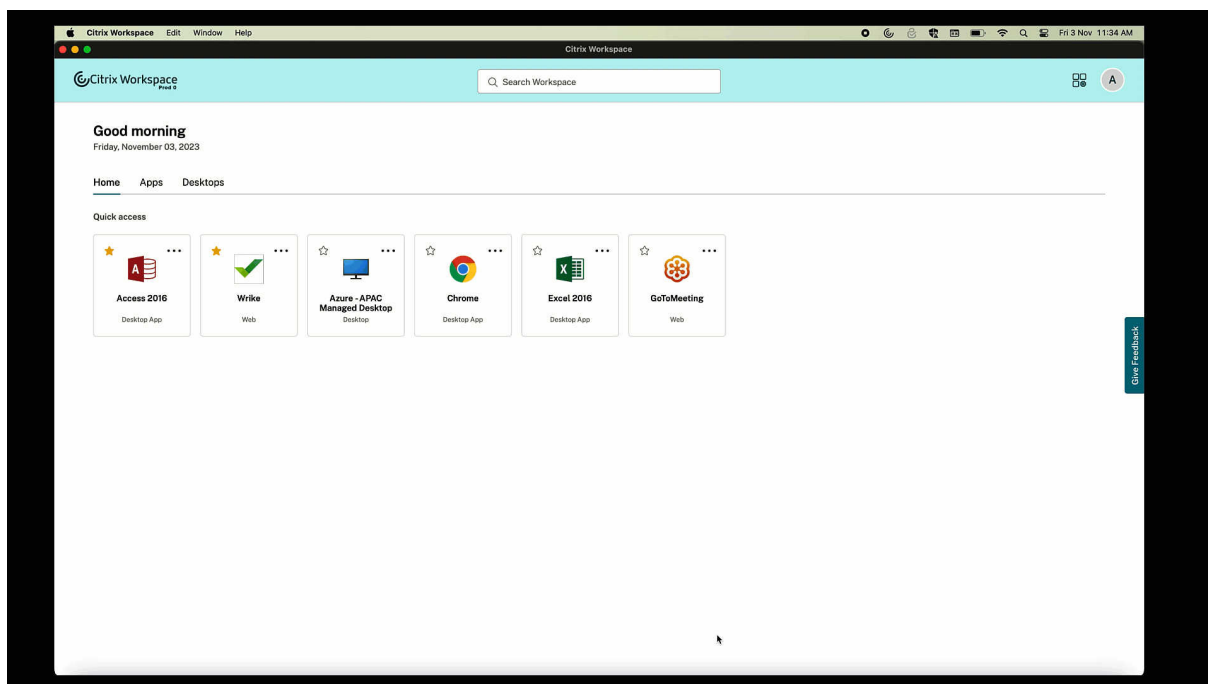 Citrix Workspace Edit Window Help Fri 3 Nov 11:34 AM
Citrix Workspace
Citrix Workspace
Prod 0
Search Workspace
A
Good morning
Friday, November 03, 2023
Home Apps Desktops
Quick access
Access 2016
Desktop App
Wrike
Web
Azure - APAC
Managed Desktop
Desktop
Chrome
Desktop App
Excel 2016
Desktop App
GoToMeeting
Web
Give Feedback